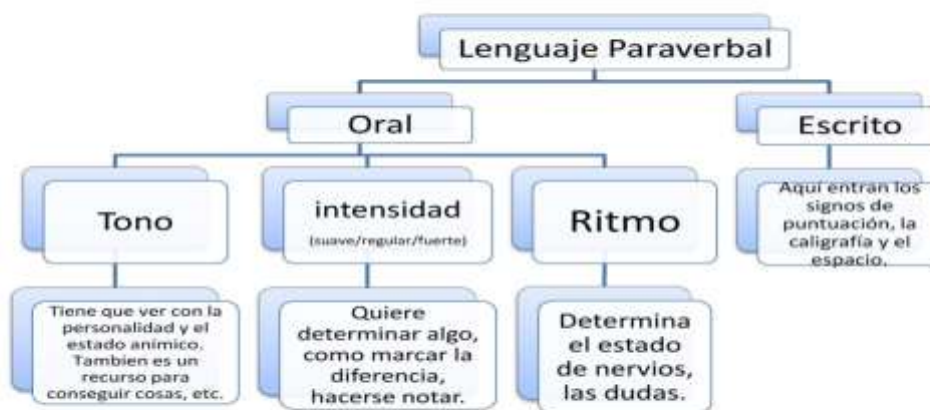 Lenguaje Paraverbal
Oral
Escrito
Tono
intensidad
(suave/regular/fuerte)
Ritmo
Aquí entran los
signos de
puntuación, la
caligrafía y el
espacio.
Tiene que ver con la
personalidad y el
estado anímico.
Tambien es un
recurso para
conseguir cosas, etc.
Quiere
determinar algo,
como marcar la
diferencia,
hacerse notar.
Determina
el estado
de nervios,
las dudas.